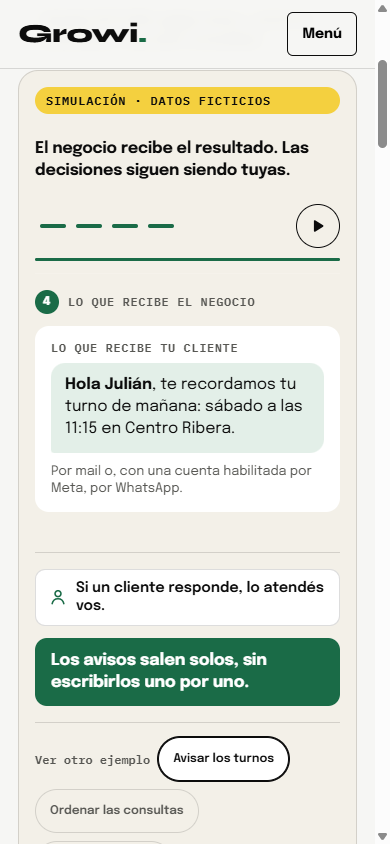 Growi.
Menú
SIMULACIÓN · DATOS FICTICIOS
El negocio recibe el resultado. Las
decisiones siguen siendo tuyas.
4 LO QUE RECIBE EL NEGOCIO
LO QUE RECIBE TU CLIENTE
Hola Julián, te recordamos tu
turno de mañana: sábado a las
11:15 en Centro Ribera.
Por mail o, con una cuenta habilitada por
Meta, por WhatsApp.
Si un cliente responde, lo atendés
vos.
Los avisos salen solos, sin
escribirlos uno por uno.
Ver otro ejemplo
Avisar los turnos
Ordenar las consultas